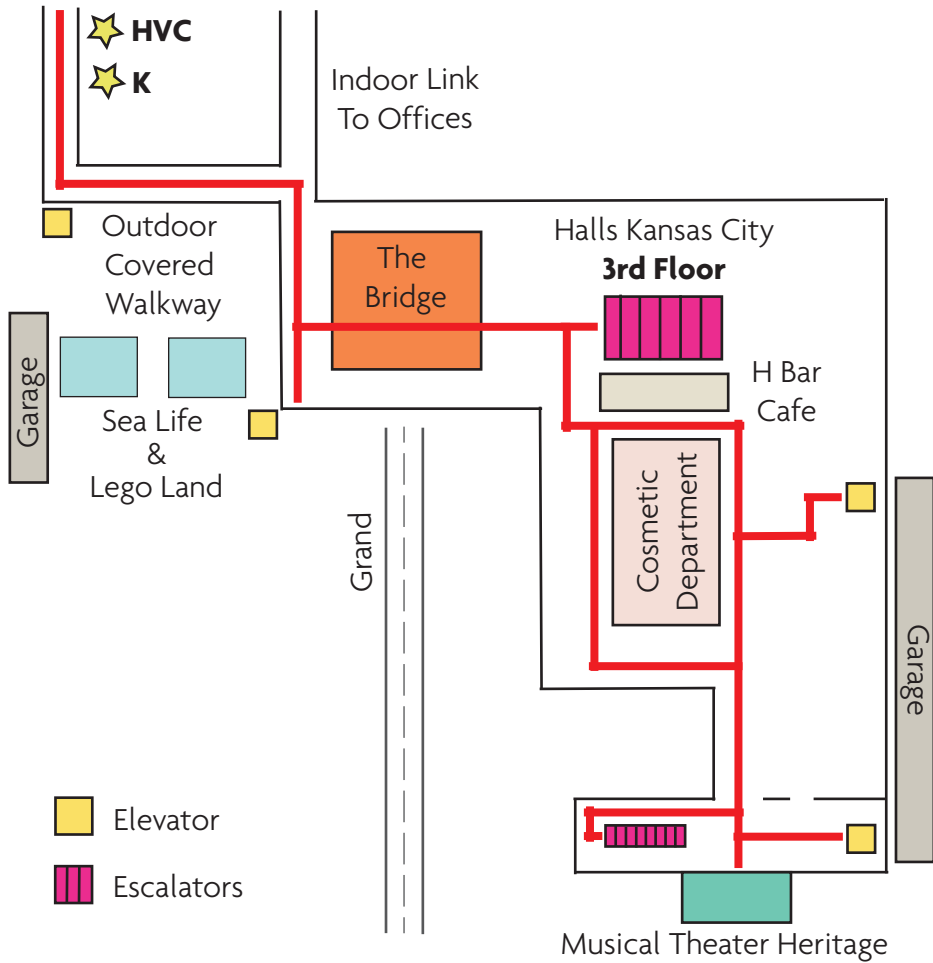 HVC
K
Indoor Link
To Offices
Outdoor
Covered
Walkway
The
Bridge
Halls Kansas City
3rd Floor
Garage
Sea Life
&
Lego Land
H Bar
Cafe
Cosmetic
Department
Grand
Garage
Elevator
Escalators
Musical Theater Heritage